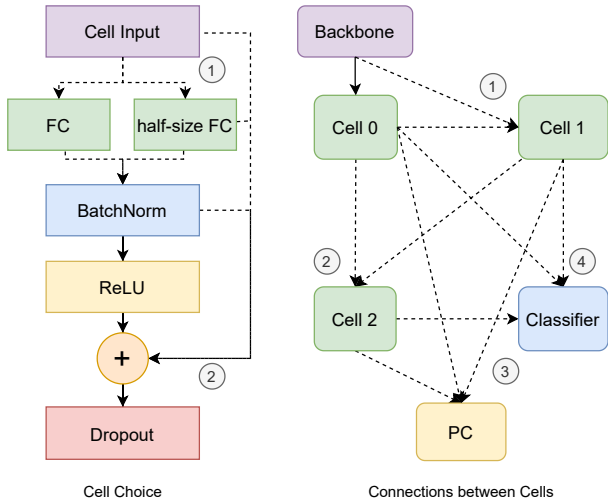 Cell Input
1
FC
half-size FC
BatchNorm
ReLU
+
2
Dropout
Cell Choice
Backbone
1
Cell 0
Cell 1
2
4
Cell 2
Classifier
3
PC
Connections between Cells